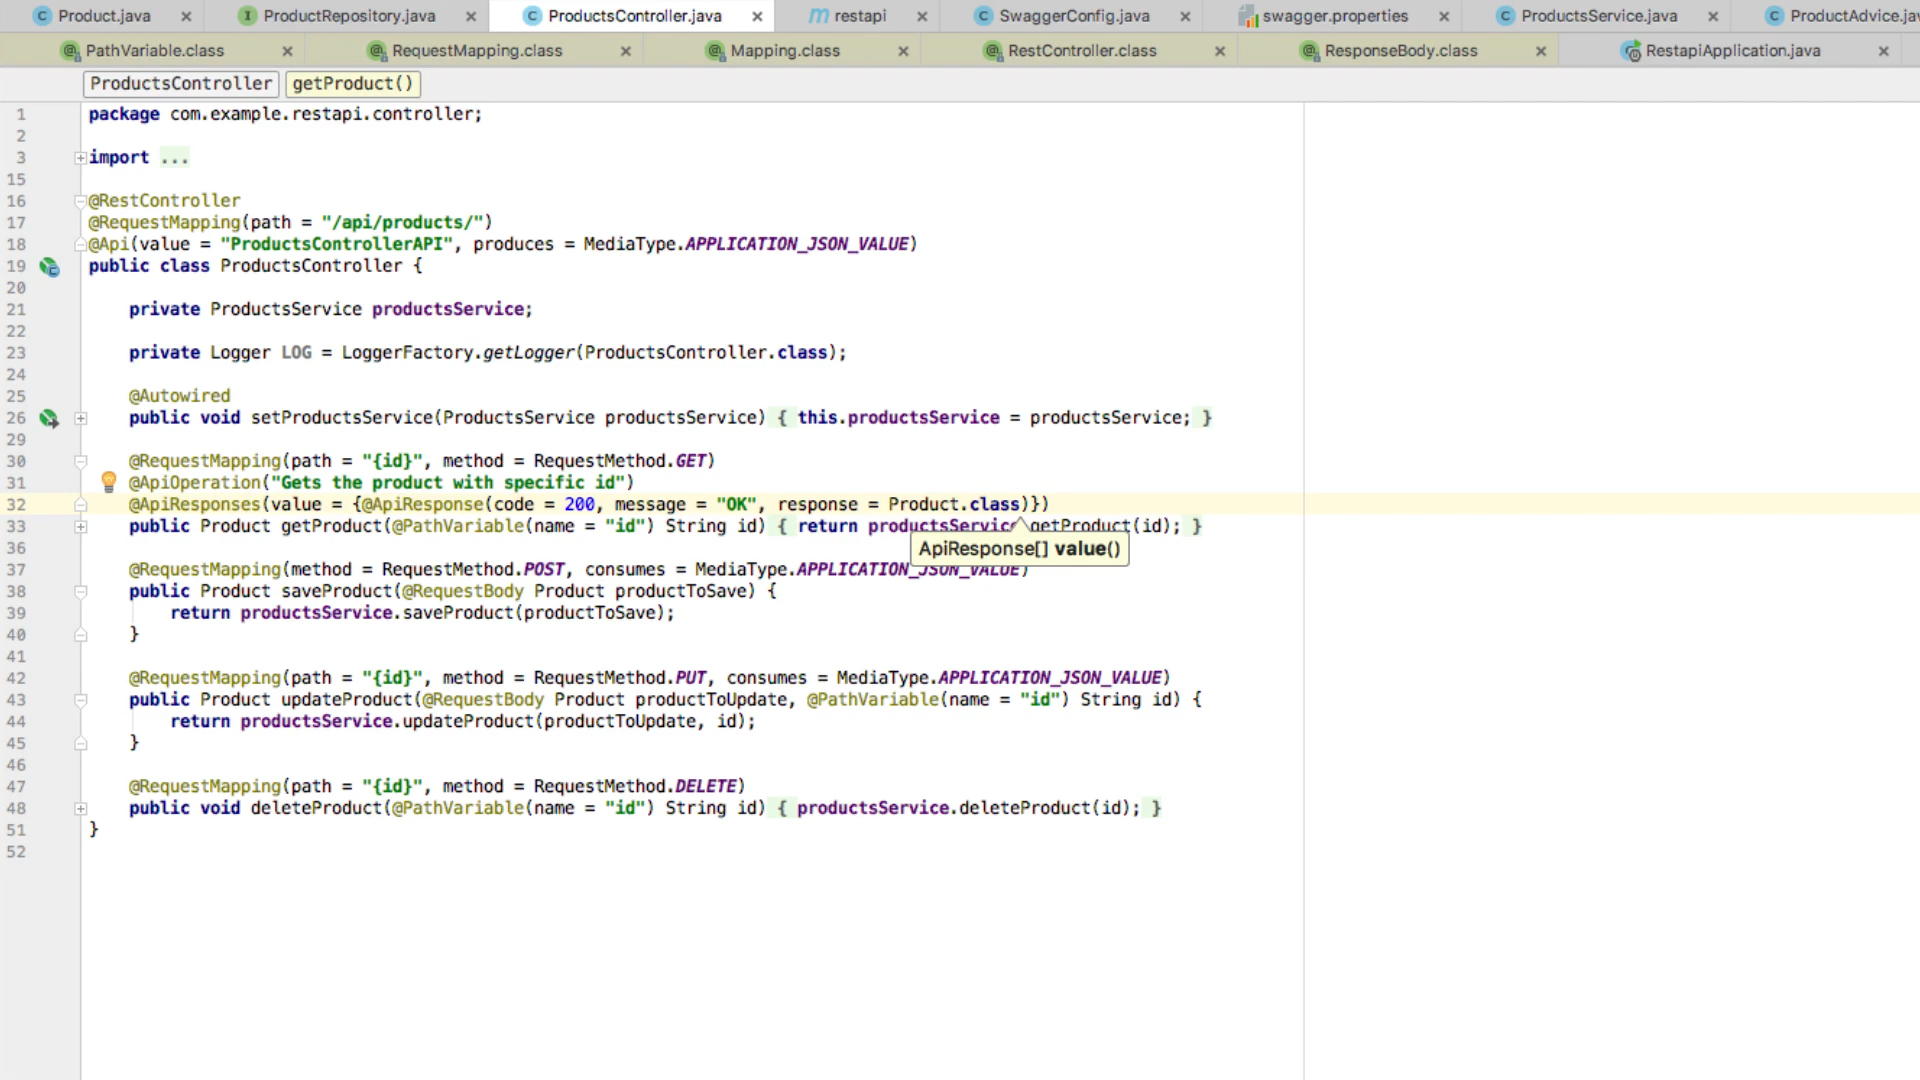 Product.java ProductRepository.java ProductsController.java restapi SwaggerConfig.java swagger.properties ProductsService.java ProductAdvice.jav
PathVariable.class RequestMapping.class Mapping.class RestController.class ResponseBody.class RestapiApplication.java
ProductsController getProduct()
1 package com.example.restapi.controller;
2
3 import ...
15
16 @RestController
17 @RequestMapping(path = "/api/products/")
18 @Api(value = "ProductsControllerAPI", produces = MediaType.APPLICATION_JSON_VALUE)
19 public class ProductsController {
20
21 private ProductsService productsService;
22
23 private Logger LOG = LoggerFactory.getLogger(ProductsController.class);
24
25 @Autowired
26 public void setProductsService(ProductsService productsService) { this.productsService = productsService; }
29
30 @RequestMapping(path = "{id}", method = RequestMethod.GET)
31 @ApiOperation("Gets the product with specific id")
32 @ApiResponses(value = {@ApiResponse(code = 200, message = "OK", response = Product.class)})
33 public Product getProduct(@PathVariable(name = "id") String id) { return productsService.getProduct(id); }
ApiResponse[] value()
36
37 @RequestMapping(method = RequestMethod.POST, consumes = MediaType.APPLICATION_JSON_VALUE)
38 public Product saveProduct(@RequestBody Product productToSave) {
39 return productsService.saveProduct(productToSave);
40 }
41
42 @RequestMapping(path = "{id}", method = RequestMethod.PUT, consumes = MediaType.APPLICATION_JSON_VALUE)
43 public Product updateProduct(@RequestBody Product productToUpdate, @PathVariable(name = "id") String id) {
44 return productsService.updateProduct(productToUpdate, id);
45 }
46
47 @RequestMapping(path = "{id}", method = RequestMethod.DELETE)
48 public void deleteProduct(@PathVariable(name = "id") String id) { productsService.deleteProduct(id); }
51 }
52